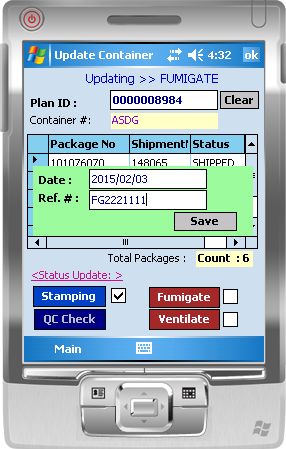 Update Container 4:32 ok
Updating >> FUMIGATE
Plan ID : 0000008984 Clear
Container #: ASDG
Package No Shipment# Status
101076070 148065 SHIPPED
Date : 2015/02/03
Ref. # : FG2221111
Save
Total Packages : Count : 6
<Status Update: >
Stamping Fumigate
QC Check Ventilate
Main